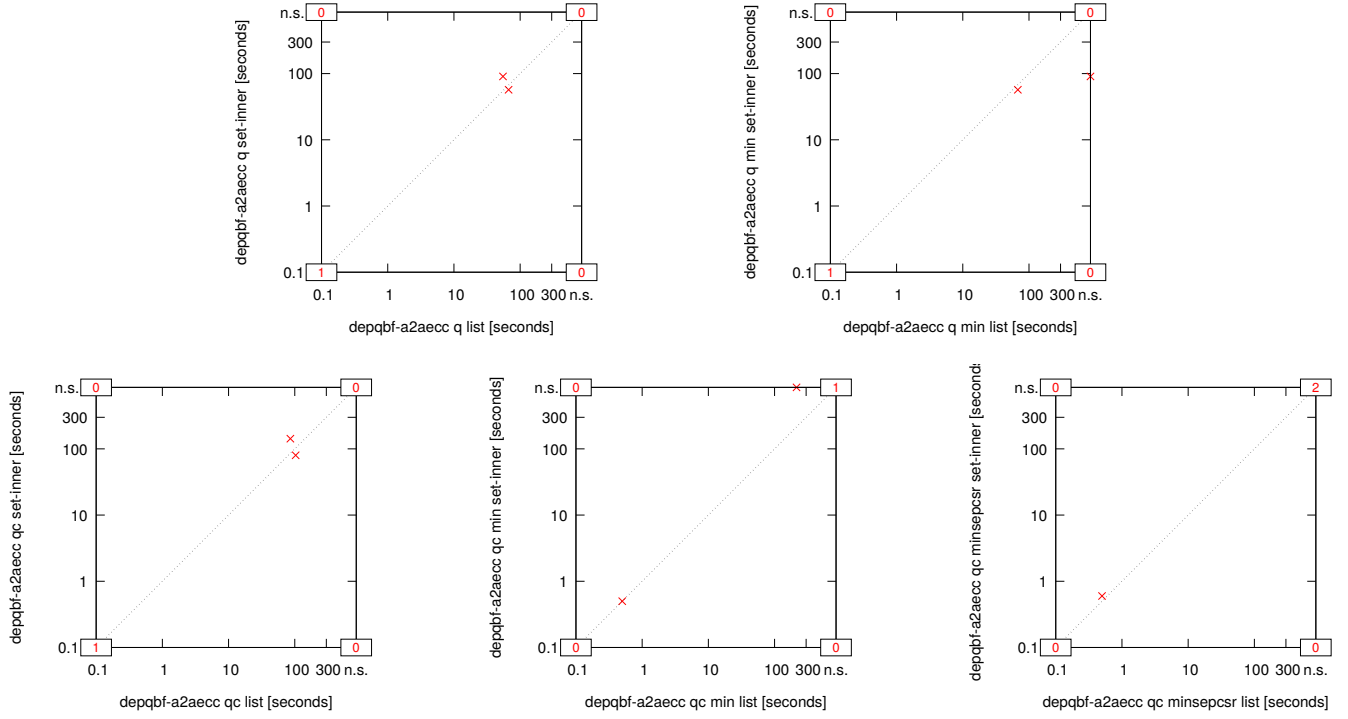 n.s. 0 0
300
100
10
1
0.1 1 0
0.1 1 10 100 300 n.s.
depqbf-a2aecc q set-inner [seconds]
depqbf-a2aecc q list [seconds]
n.s. 0 0
300
100
10
1
0.1 1 0
0.1 1 10 100 300 n.s.
depqbf-a2aecc q min set-inner [seconds]
depqbf-a2aecc q min list [seconds]
n.s. 0 0
300
100
10
1
0.1 1 0
0.1 1 10 100 300 n.s.
depqbf-a2aecc qc set-inner [seconds]
depqbf-a2aecc qc list [seconds]
n.s. 0 1
300
100
10
1
0.1 0 0
0.1 1 10 100 300 n.s.
depqbf-a2aecc qc min set-inner [seconds]
depqbf-a2aecc qc min list [seconds]
n.s. 0 2
300
100
10
1
0.1 0 0
0.1 1 10 100 300 n.s.
depqbf-a2aecc qc minsepcsr set-inner [second
depqbf-a2aecc qc minsepcsr list [seconds]